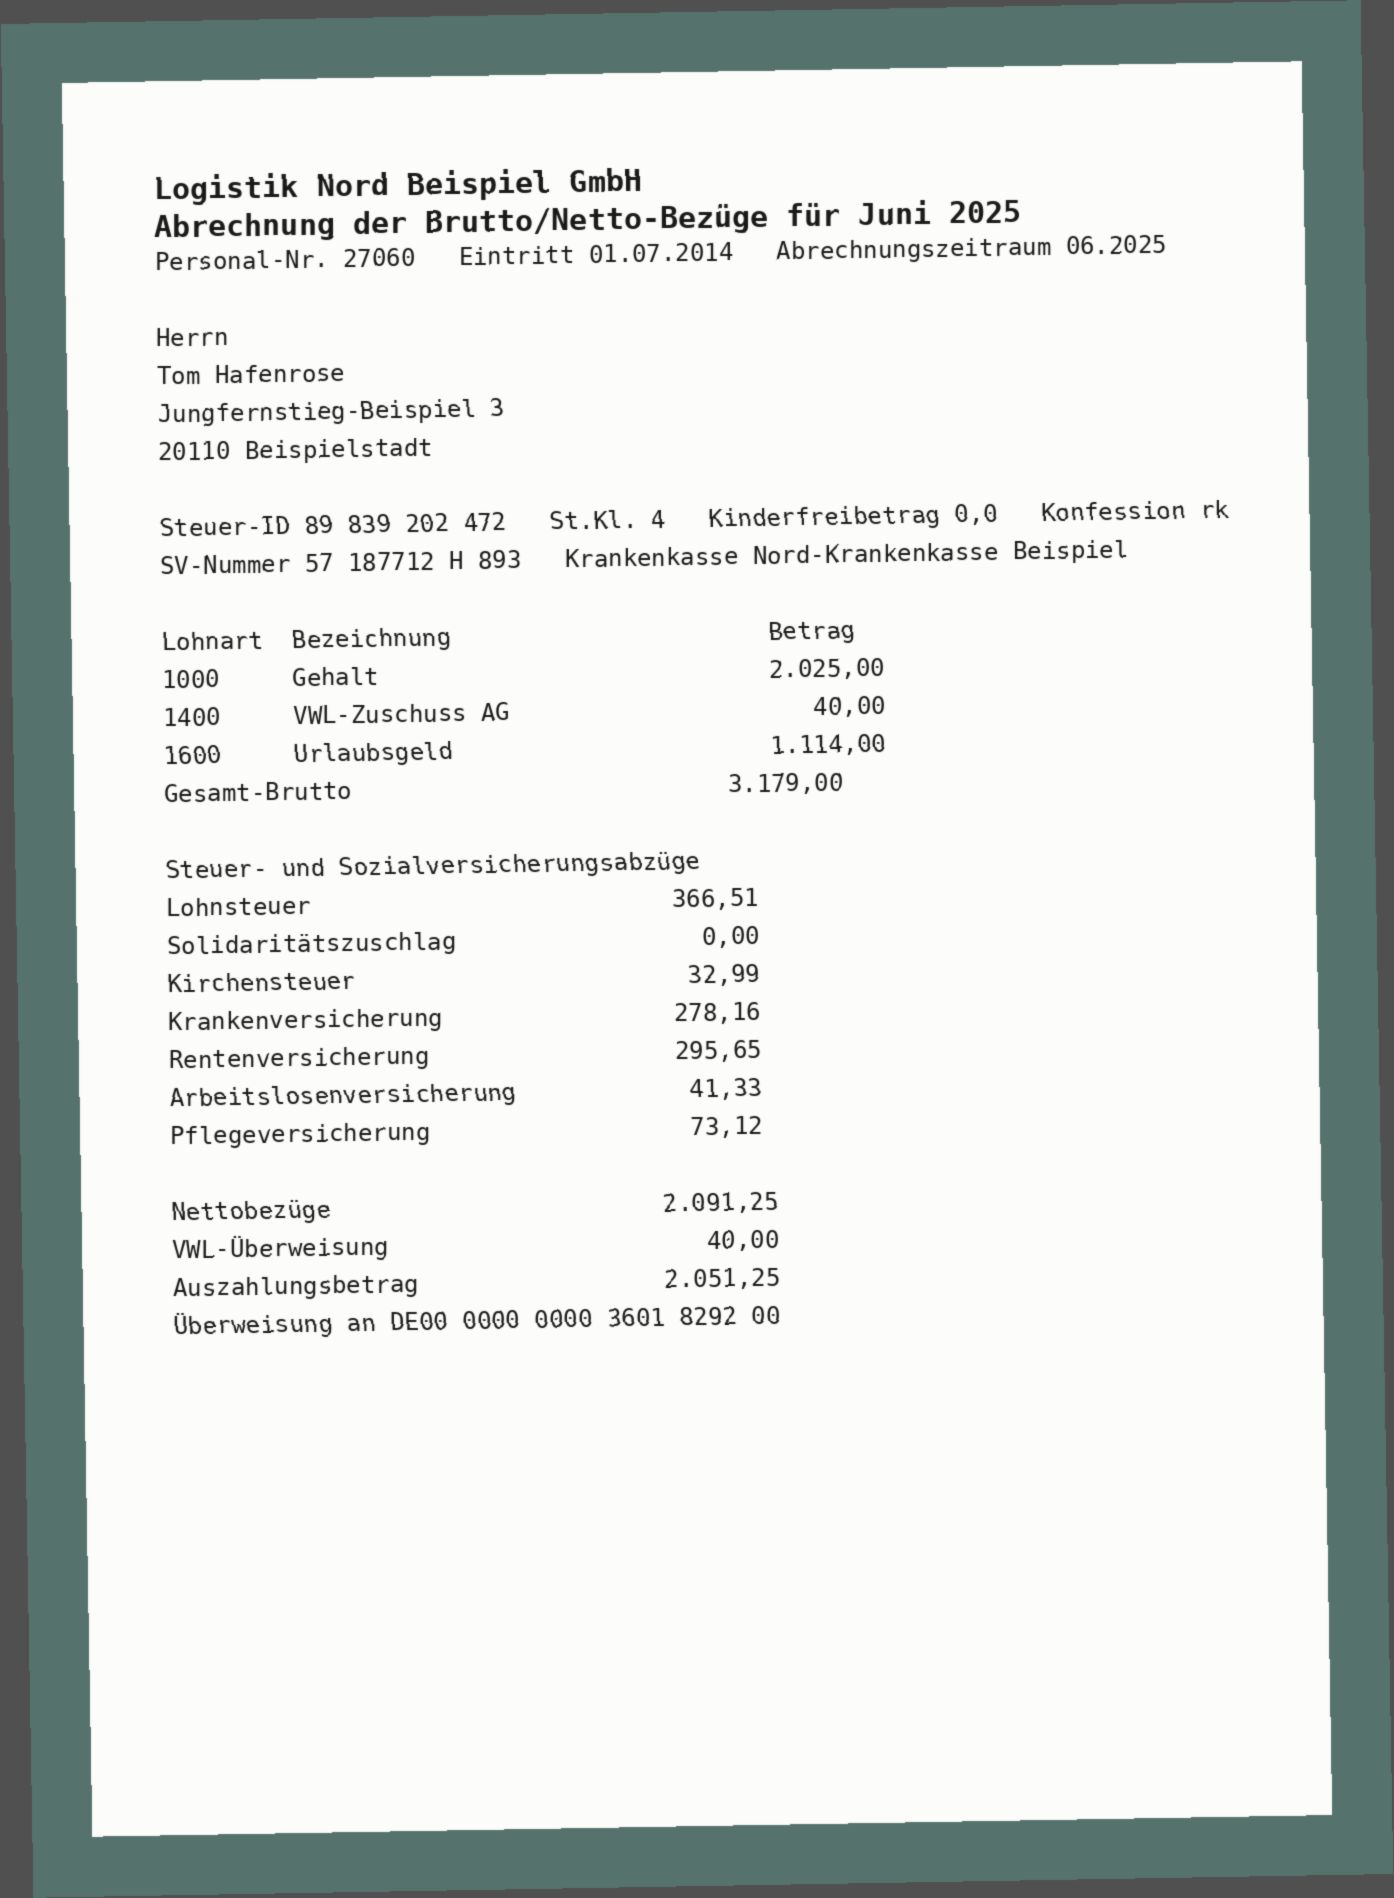 Logistik Nord Beispiel GmbH
Abrechnung der Brutto/Netto-Bezüge für Juni 2025
Personal-Nr. 27060   Eintritt 01.07.2014   Abrechnungszeitraum 06.2025
Herrn
Tom Hafenrose
Jungfernstieg-Beispiel 3
20110 Beispielstadt
Steuer-ID 89 839 202 472   St.Kl. 4   Kinderfreibetrag 0,0   Konfession rk
SV-Nummer 57 187712 H 893   Krankenkasse Nord-Krankenkasse Beispiel
Lohnart  Bezeichnung                      Betrag
1000     Gehalt                           2.025,00
1400     VWL-Zuschuss AG                     40,00
1600     Urlaubsgeld                      1.114,00
Gesamt-Brutto                          3.179,00
Steuer- und Sozialversicherungsabzüge
Lohnsteuer                         366,51
Solidaritätszuschlag                 0,00
Kirchensteuer                       32,99
Krankenversicherung                278,16
Rentenversicherung                 295,65
Arbeitslosenversicherung            41,33
Pflegeversicherung                  73,12
Nettobezüge                       2.091,25
VWL-Überweisung                      40,00
Auszahlungsbetrag                 2.051,25
Überweisung an DE00 0000 0000 3601 8292 00